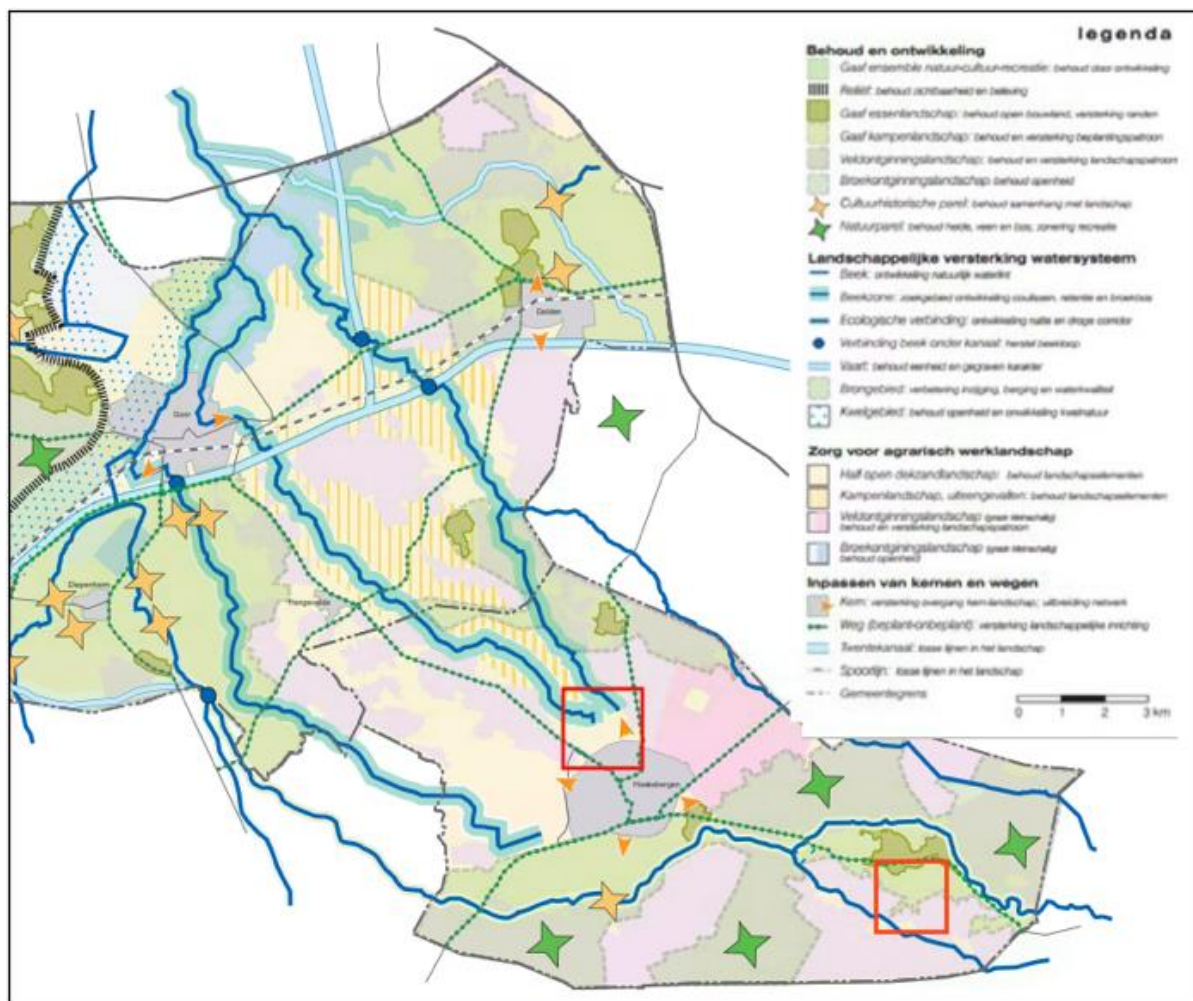 legenda
Behoud en ontwikkeling
Gaaf ensemble natuur-cultuur-recreatie: behoud door ontwikkeling
Reliëf: behoud zichtbaarheid en beleving
Gaaf essenlandschap: behoud open bouwland, versterking randen
Gaaf kampenlandschap: behoud en versterking beplantingspatroon
Veldontginningslandschap: behoud en versterking landschapspatroon
Broekontginningslandschap: behoud openheid
Cultuurhistorische parel: behoud samenhang met landschap
Natuurparel: behoud heide, veen en bos, zonering recreatie
Landschappelijke versterking watersysteem
Beek: ontwikkeling natuurlijk waterlint
Beekzone: zoekgebied ontwikkeling coulissen, retentie en broekbos
Ecologische verbinding: ontwikkeling natte en droge corridor
Verbinding beek onder kanaal: herstel beekloop
Vaart: behoud eenheid en gegraven karakter
Brongebied: verbetering inzijging, berging en waterkwaliteit
Kwelgebied: behoud openheid en ontwikkeling kwelnatuur
Zorg voor agrarisch werklandschap
Half open dekzandlandschap: behoud landschapselementen
Kampenlandschap, uiteengevallen: behoud landschapselementen
Veldontginningslandschap
behoud en versterking landschapspatroon
Broekontginingslandschap
behoud openheid
Inpassen van kernen en wegen
Kern: versterking overgang kern-landschap; uitbreiding netwerk
Weg (beplant-onbeplant): versterking landschappelijke inrichting
Twentekanaal: losse lijnen in het landschap
Spoorlijn: losse lijnen in het landschap
Gemeentegrens
0 1 2 3 km
Delden
Goor
Diepenheim
Hengevelde
Haaksbergen